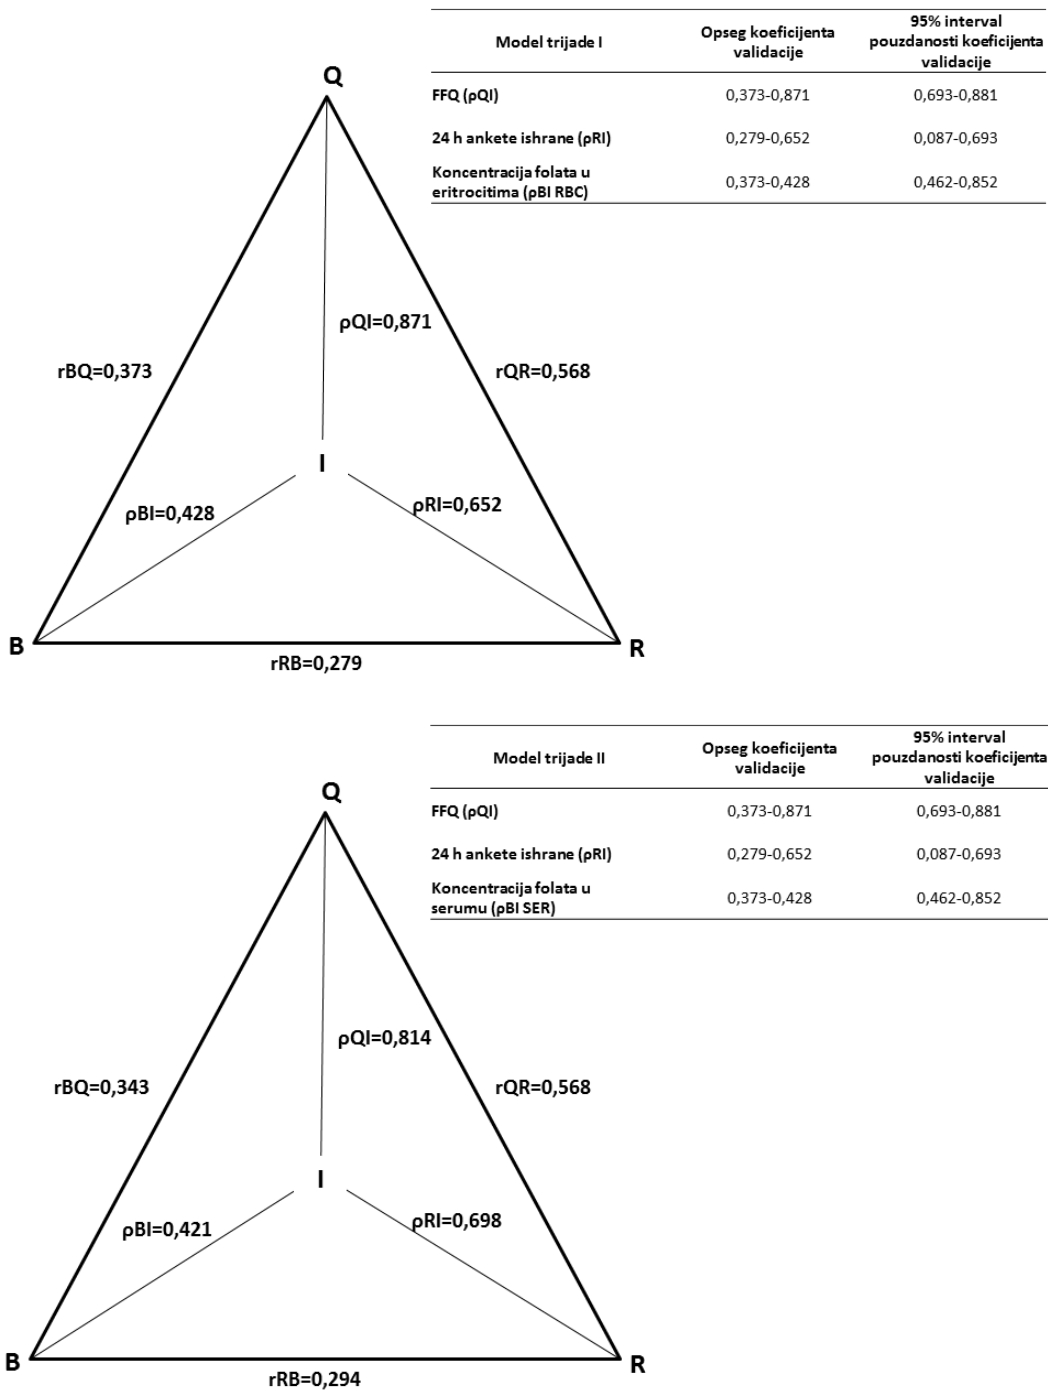 Model trijade I
Opseg koeficijenta
validacije
95% interval
pouzdanosti koeficijenta
validacije
FFQ (ρQI)
0,373-0,871
0,693-0,881
24 h ankete ishrane (ρRI)
0,279-0,652
0,087-0,693
Koncentracija folata u
eritrocitima (ρBI RBC)
0,373-0,428
0,462-0,852
Q
ρQI=0,871
rBQ=0,373
rQR=0,568
I
ρBI=0,428
ρRI=0,652
B
R
rRB=0,279
Model trijade II
Opseg koeficijenta
validacije
95% interval
pouzdanosti koeficijenta
validacije
FFQ (ρQI)
0,373-0,871
0,693-0,881
24 h ankete ishrane (ρRI)
0,279-0,652
0,087-0,693
Koncentracija folata u
serumu (ρBI SER)
0,373-0,428
0,462-0,852
Q
ρQI=0,814
rBQ=0,343
rQR=0,568
I
ρBI=0,421
ρRI=0,698
B
R
rRB=0,294